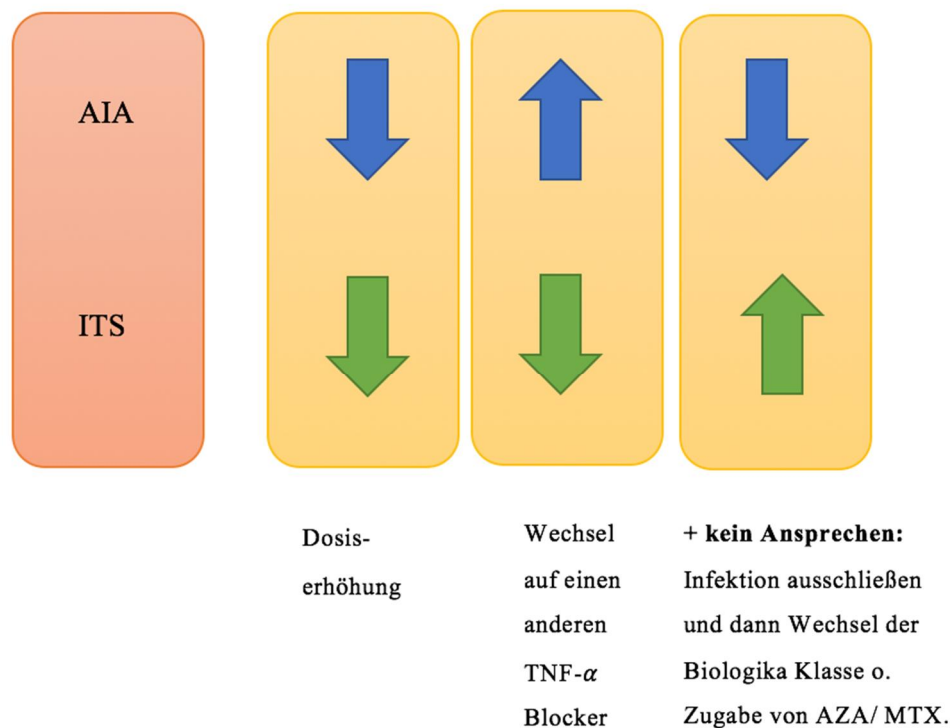 AIA
ITS
Dosis-
erhöhung
Wechsel
auf einen
anderen
TNF-α
Blocker
+ kein Ansprechen:
Infektion ausschließen
und dann Wechsel der
Biologika Klasse o.
Zugabe von AZA/ MTX.